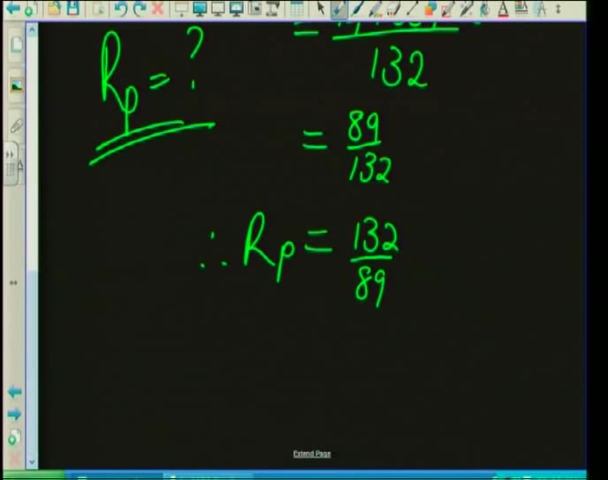 Rp = ?
132
= 89/132
∴ Rp = 132/89
Extend Page